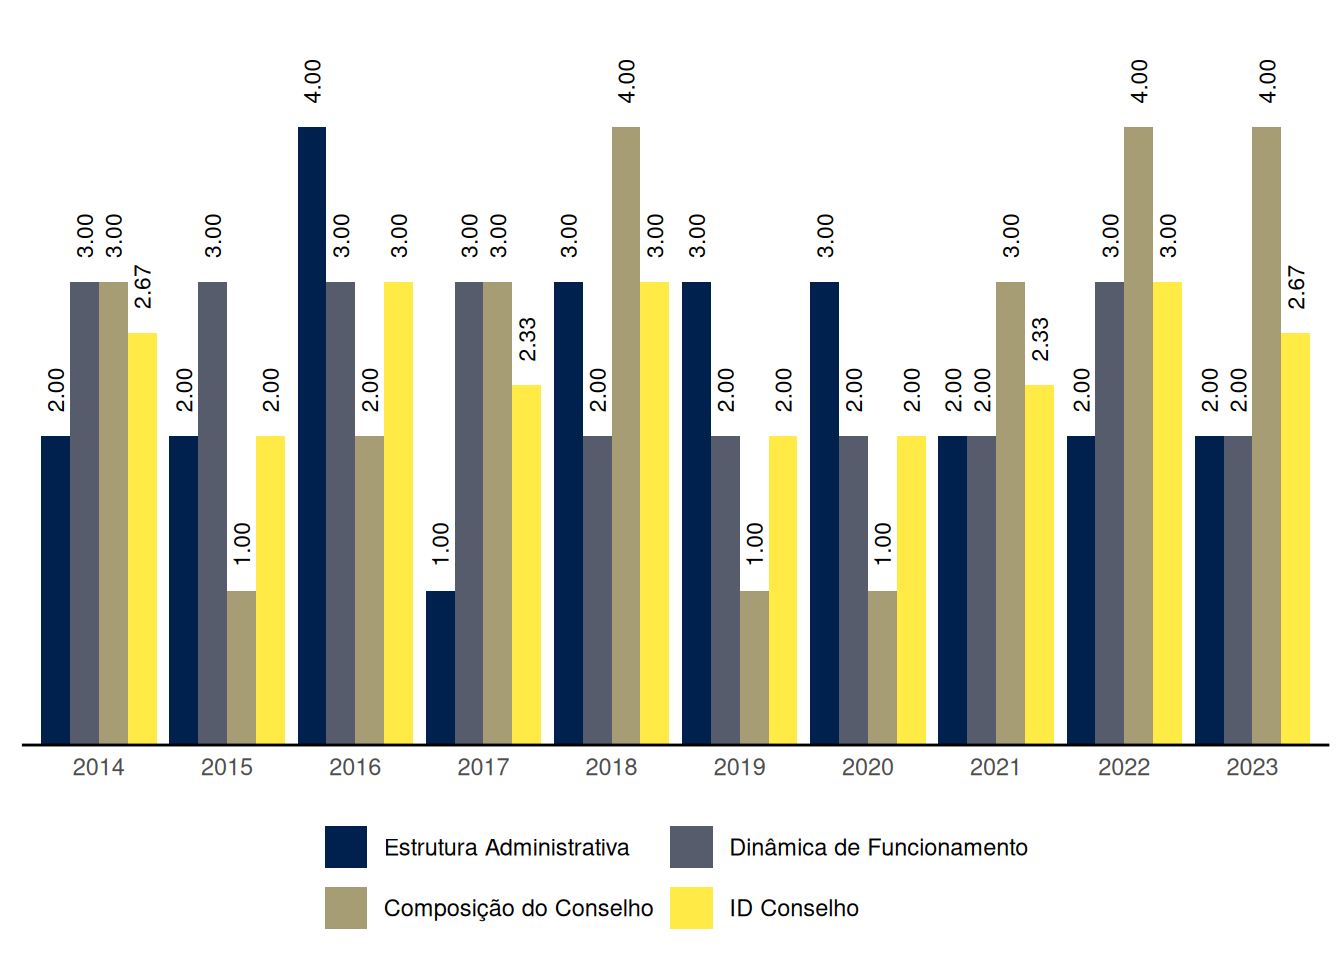 2.00 3.00 3.00 2.67
2.00 3.00 1.00 2.00
4.00 3.00 2.00 3.00
1.00 3.00 3.00 2.33
3.00 2.00 4.00 3.00
3.00 2.00 1.00 2.00
3.00 2.00 1.00 2.00
2.00 2.00 3.00 2.33
2.00 3.00 4.00 3.00
2.00 2.00 4.00 2.67
2014 2015 2016 2017 2018 2019 2020 2021 2022 2023
Estrutura Administrativa Dinâmica de Funcionamento
Composição do Conselho ID Conselho